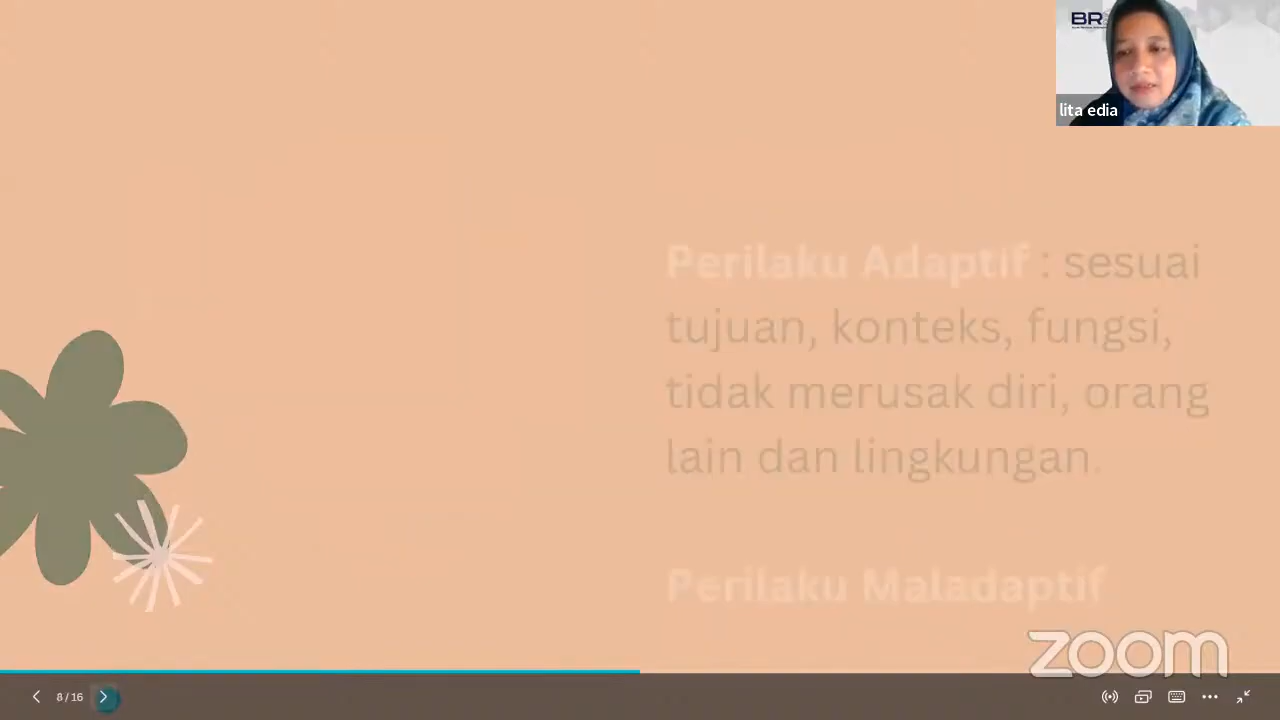 BR
lita edia
Perilaku Adaptif : sesuai
tujuan, konteks, fungsi,
tidak merusak diri, orang
lain dan lingkungan.
Perilaku Maladaptif
zoom
8 / 16